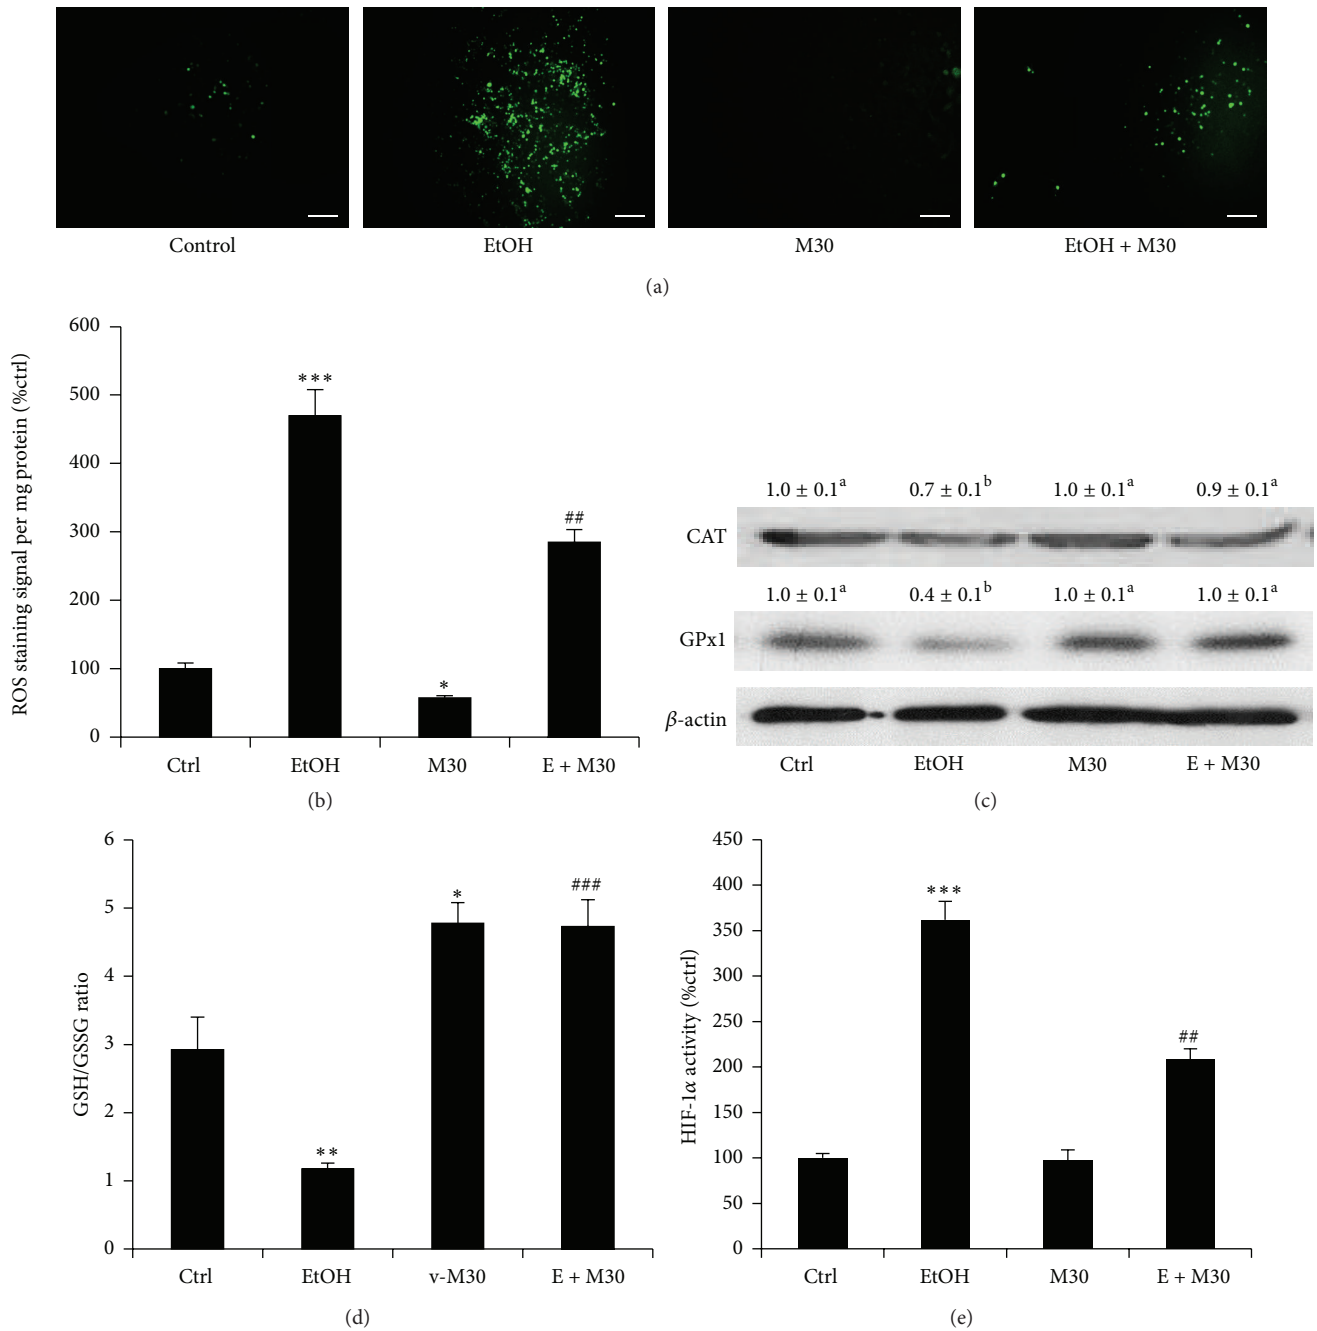 Control EtOH M30 EtOH + M30
(a)
ROS staining signal per mg protein (%ctrl)
600
500
400
300
200
100
0
***
*
##
Ctrl EtOH M30 E + M30
(b)
1.0 ± 0.1a 0.7 ± 0.1b 1.0 ± 0.1a 0.9 ± 0.1a
CAT
1.0 ± 0.1a 0.4 ± 0.1b 1.0 ± 0.1a 1.0 ± 0.1a
GPx1
β-actin
Ctrl EtOH M30 E + M30
(c)
GSH/GSSG ratio
6
5
4
3
2
1
0
**
*
###
Ctrl EtOH v-M30 E + M30
(d)
HIF-1α activity (%ctrl)
450
400
350
300
250
200
150
100
50
0
***
##
Ctrl EtOH M30 E + M30
(e)